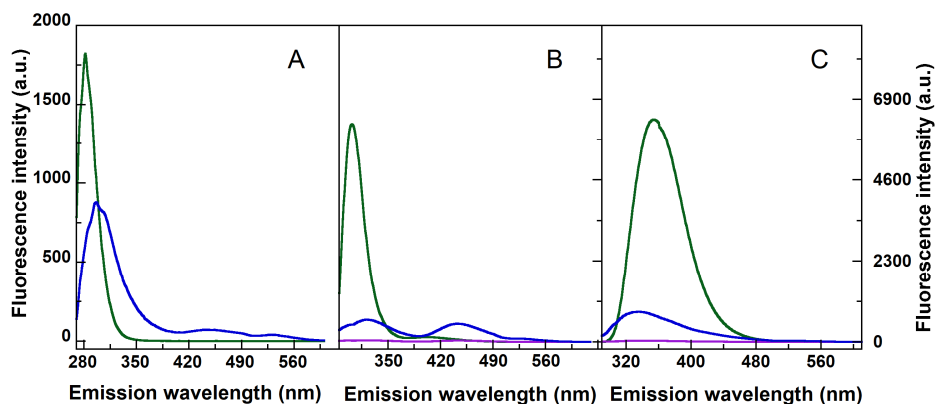 2000
1500
1000
500
0
Fluorescence intensity (a.u.)
A
B
C
6900
4600
2300
0
Fluorescence intensity (a.u.)
280 350 420 490 560
350 420 490 560
320 400 480 560
Emission wavelength (nm) Emission wavelength (nm) Emission wavelength (nm)